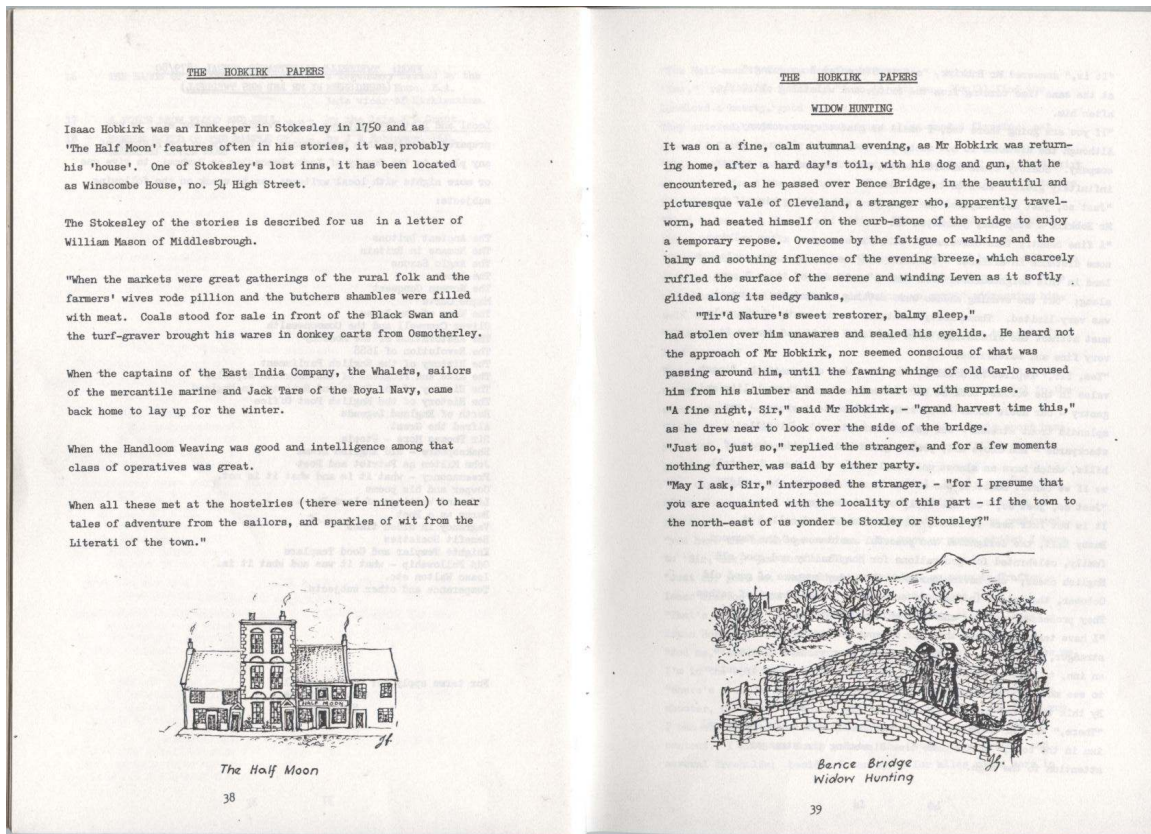 THE HOBKIRK PAPERS
Isaac Hobkirk was an Innkeeper in Stokesley in 1750 and as
'The Half Moon' features often in his stories, it was probably
his 'house'. One of Stokesley's lost inns, it has been located
as Winscombe House, no. 54 High Street.
The Stokesley of the stories is described for us in a letter of
William Mason of Middlesbrough.
"When the markets were great gatherings of the rural folk and the
farmers' wives rode pillion and the butchers shambles were filled
with meat. Coals stood for sale in front of the Black Swan and
the turf-graver brought his wares in donkey carts from Osmotherley.
When the captains of the East India Company, the Whalers, sailors
of the mercantile marine and Jack Tars of the Royal Navy, came
back home to lay up for the winter.
When the Handloom Weaving was good and intelligence among that
class of operatives was great.
When all these met at the hostelries (there were nineteen) to hear
tales of adventure from the sailors, and sparkles of wit from the
Literati of the town."
HALF MOON
The Half Moon
38
THE HOBKIRK PAPERS
WIDOW HUNTING
It was on a fine, calm autumnal evening, as Mr Hobkirk was return-
ing home, after a hard day's toil, with his dog and gun, that he
encountered, as he passed over Bence Bridge, in the beautiful and
picturesque vale of Cleveland, a stranger who, apparently travel-
worn, had seated himself on the curb-stone of the bridge to enjoy
a temporary repose. Overcome by the fatigue of walking and the
balmy and soothing influence of the evening breeze, which scarcely
ruffled the surface of the serene and winding Leven as it softly
glided along its sedgy banks,
"Tir'd Nature's sweet restorer, balmy sleep,"
had stolen over him unawares and sealed his eyelids. He heard not
the approach of Mr Hobkirk, nor seemed conscious of what was
passing around him, until the fawning whinge of old Carlo aroused
him from his slumber and made him start up with surprise.
"A fine night, Sir," said Mr Hobkirk, - "grand harvest time this,"
as he drew near to look over the side of the bridge.
"Just so, just so," replied the stranger, and for a few moments
nothing further was said by either party.
"May I ask, Sir," interposed the stranger, - "for I presume that
you are acquainted with the locality of this part - if the town to
the north-east of us yonder be Stoxley or Stousley?"
Bence Bridge
Widow Hunting
39